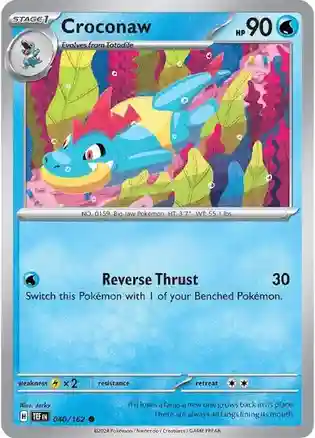 STAGE 1
Croconaw
HP 90
Evolves from Totodile
NO. 0159 Big Jaw Pokémon HT: 3'7" WT: 55.1 lbs
Reverse Thrust 30
Switch this Pokémon with 1 of your Benched Pokémon.
weakness ×2 resistance retreat
Illus. Jerky
H TEF EN 040/162
If it loses a fang, a new one grows back in place.
There are always 48 fangs lining its mouth.
©2024 Pokémon / Nintendo / Creatures / GAME FREAK